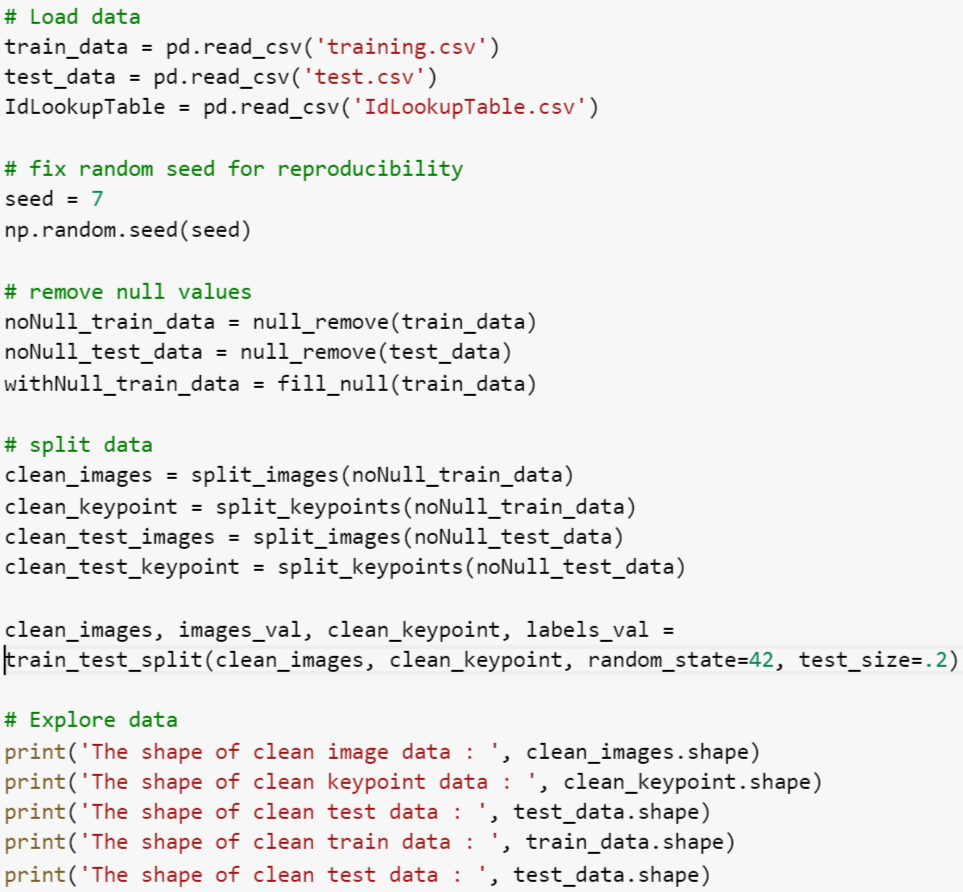 # Load data
train_data = pd.read_csv('training.csv')
test_data = pd.read_csv('test.csv')
IdLookupTable = pd.read_csv('IdLookupTable.csv')
# fix random seed for reproducibility
seed = 7
np.random.seed(seed)
# remove null values
noNull_train_data = null_remove(train_data)
noNull_test_data = null_remove(test_data)
withNull_train_data = fill_null(train_data)
# split data
clean_images = split_images(noNull_train_data)
clean_keypoint = split_keypoints(noNull_train_data)
clean_test_images = split_images(noNull_test_data)
clean_test_keypoint = split_keypoints(noNull_test_data)
clean_images, images_val, clean_keypoint, labels_val =
train_test_split(clean_images, clean_keypoint, random_state=42, test_size=.2)
# Explore data
print('The shape of clean image data : ', clean_images.shape)
print('The shape of clean keypoint data : ', clean_keypoint.shape)
print('The shape of clean test data : ', test_data.shape)
print('The shape of clean train data : ', train_data.shape)
print('The shape of clean test data : ', test_data.shape)